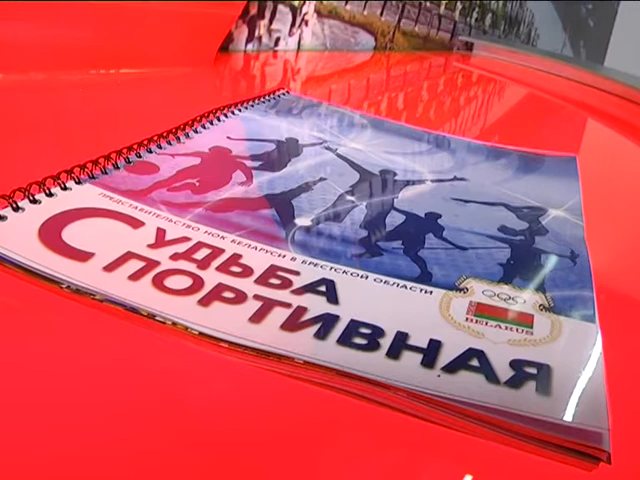 ПРЕДСТАВИТЕЛЬСТВО НОК БЕЛАРУСИ В БРЕСТСКОЙ ОБЛАСТИ
СУДЬБА
СПОРТИВНАЯ
BELARUS